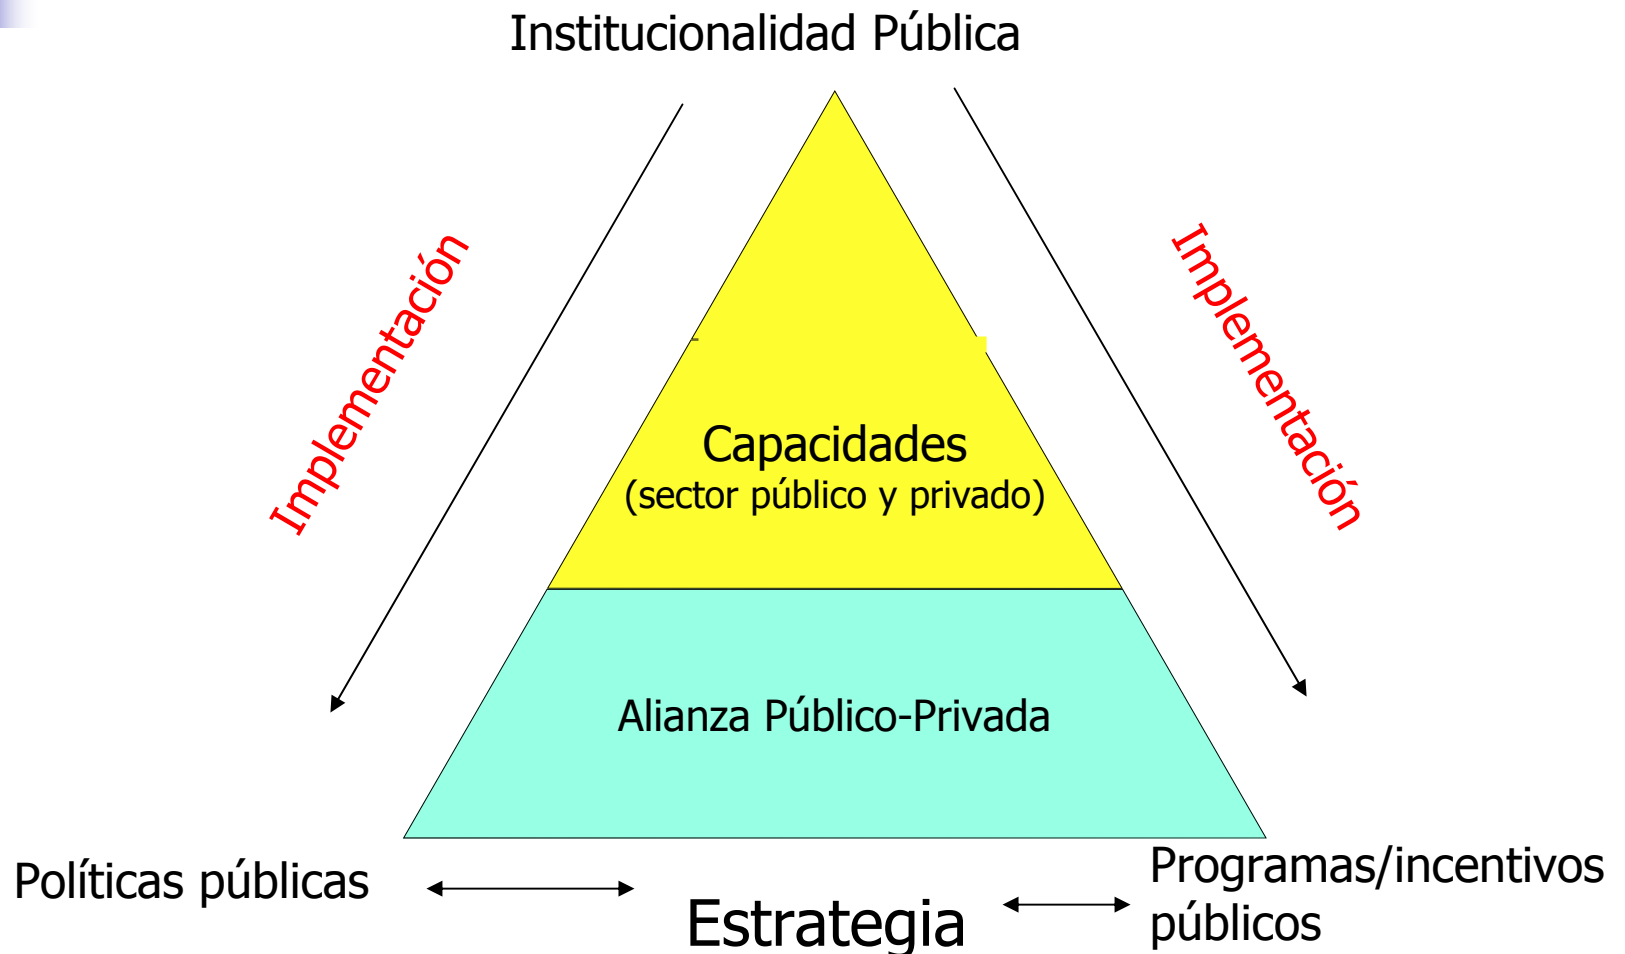 Institucionalidad Pública
Implementación
Implementación
Capacidades
(sector público y privado)
Alianza Público-Privada
Políticas públicas
Estrategia
Programas/incentivos
públicos